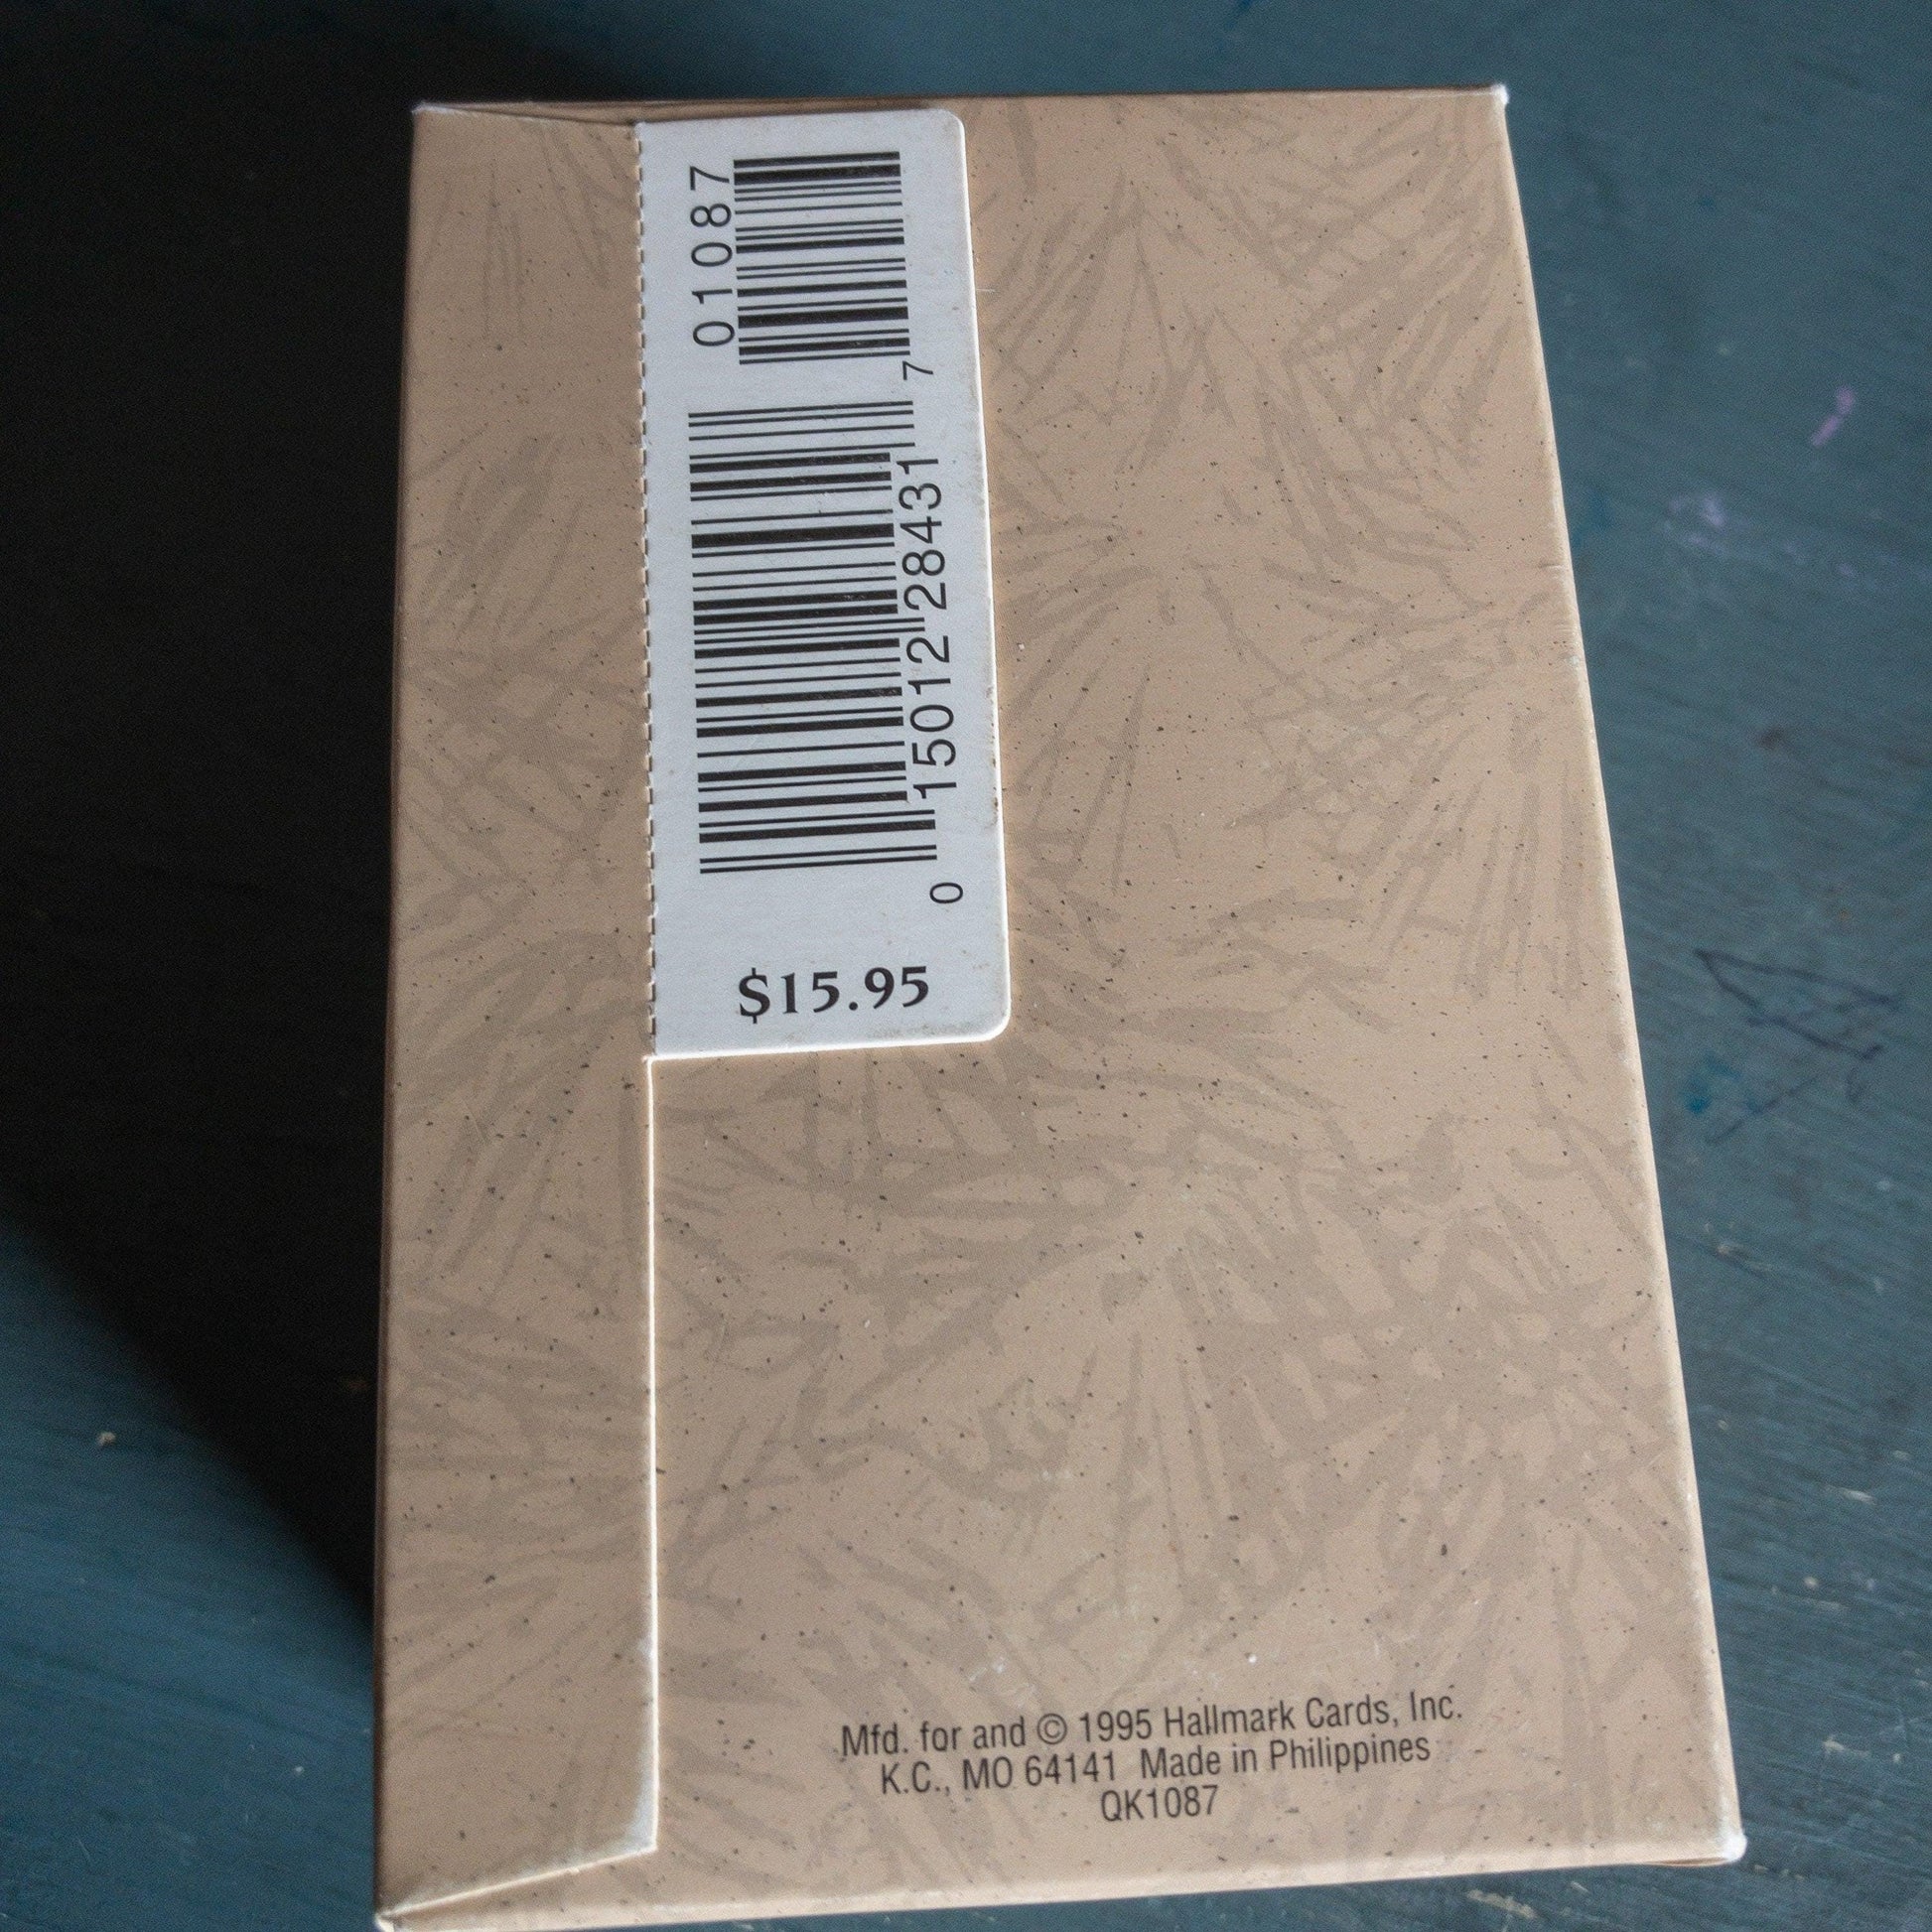 01087
0 15012 28431 7
$15.95
Mfd. for and © 1995 Hallmark Cards, Inc.
K.C., MO 64141 Made in Philippines
QK1087